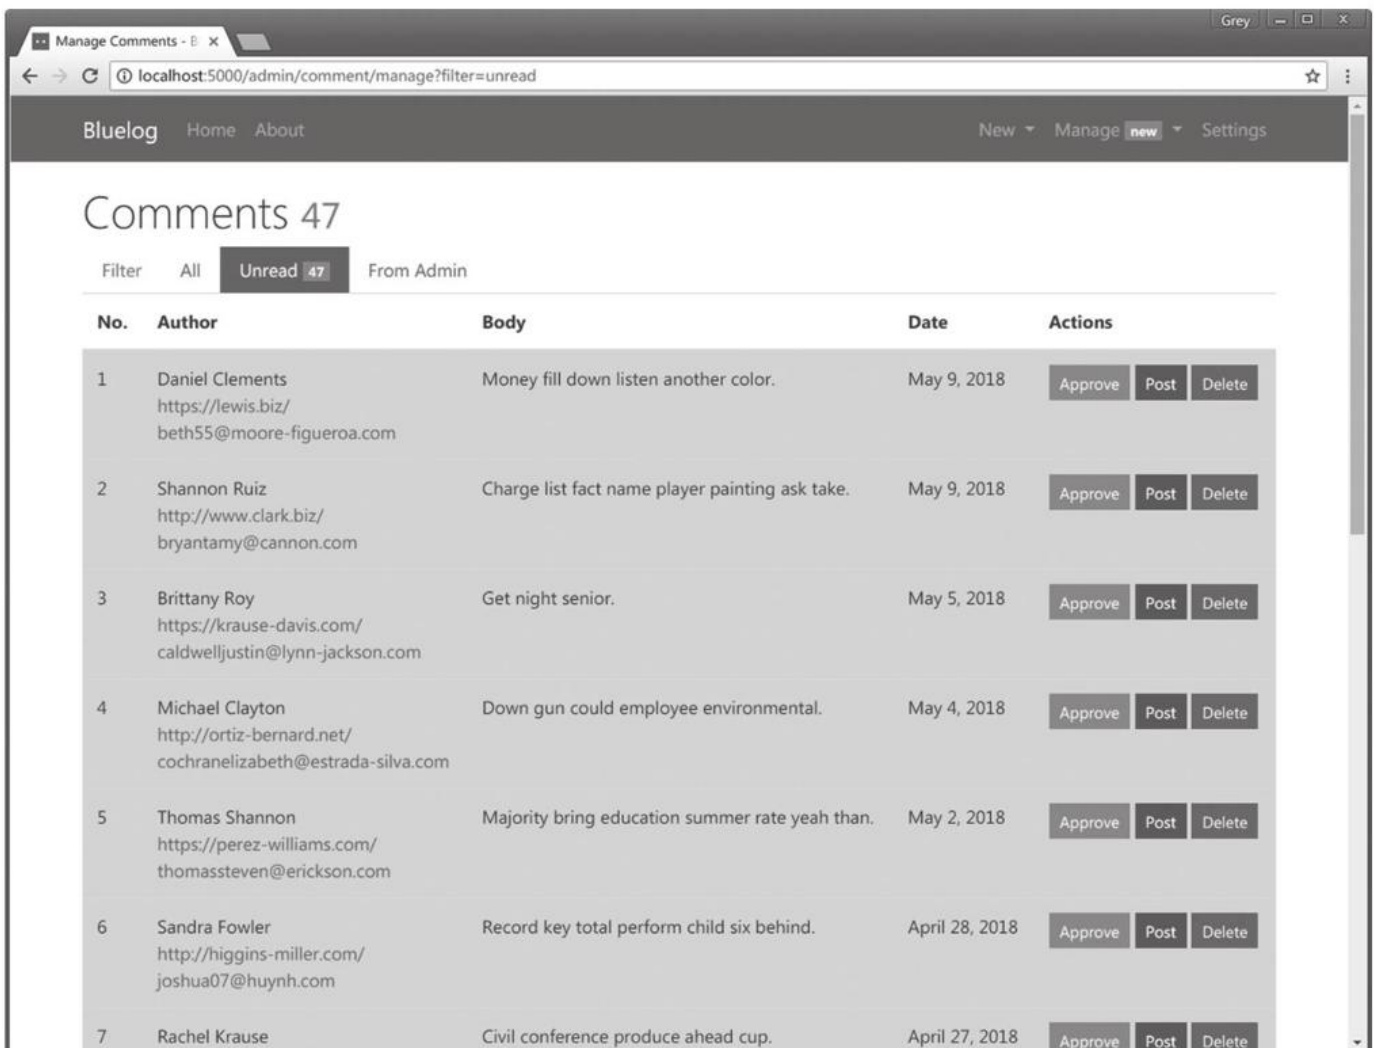 Grey
Manage Comments - B
localhost:5000/admin/comment/manage?filter=unread
Bluelog Home About New Manage new Settings
Comments 47
Filter All Unread 47 From Admin
No. Author Body Date Actions
1 Daniel Clements Money fill down listen another color. May 9, 2018 Approve Post Delete
https://lewis.biz/
beth55@moore-figueroa.com
2 Shannon Ruiz Charge list fact name player painting ask take. May 9, 2018 Approve Post Delete
http://www.clark.biz/
bryantamy@cannon.com
3 Brittany Roy Get night senior. May 5, 2018 Approve Post Delete
https://krause-davis.com/
caldwelljustin@lynn-jackson.com
4 Michael Clayton Down gun could employee environmental. May 4, 2018 Approve Post Delete
http://ortiz-bernard.net/
cochranelizabeth@estrada-silva.com
5 Thomas Shannon Majority bring education summer rate yeah than. May 2, 2018 Approve Post Delete
https://perez-williams.com/
thomassteven@erickson.com
6 Sandra Fowler Record key total perform child six behind. April 28, 2018 Approve Post Delete
http://higgins-miller.com/
joshua07@huynh.com
7 Rachel Krause Civil conference produce ahead cup. April 27, 2018 Approve Post Delete